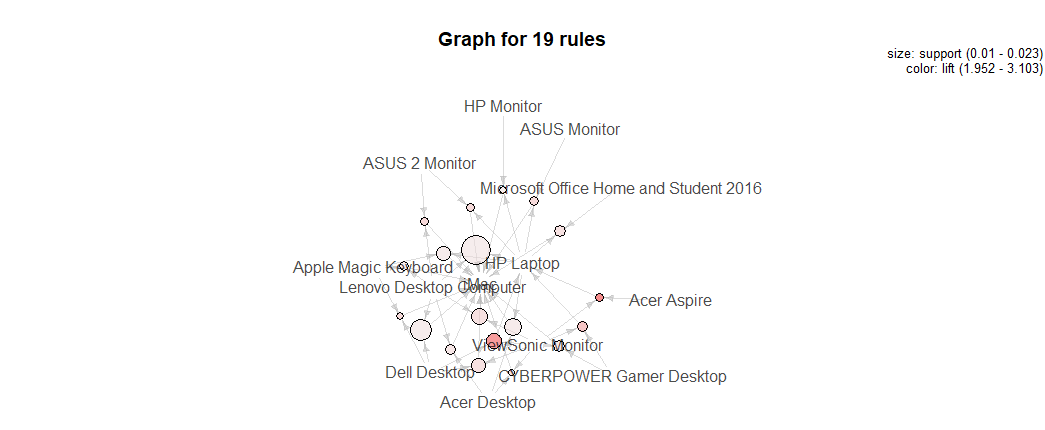 Graph for 19 rules
size: support (0.01 - 0.023)
color: lift (1.952 - 3.103)
HP Monitor
ASUS Monitor
ASUS 2 Monitor
Microsoft Office Home and Student 2016
HP Laptop
Apple Magic Keyboard
iMac
Lenovo Desktop Computer
Acer Aspire
ViewSonic Monitor
Dell Desktop
CYBERPOWER Gamer Desktop
Acer Desktop